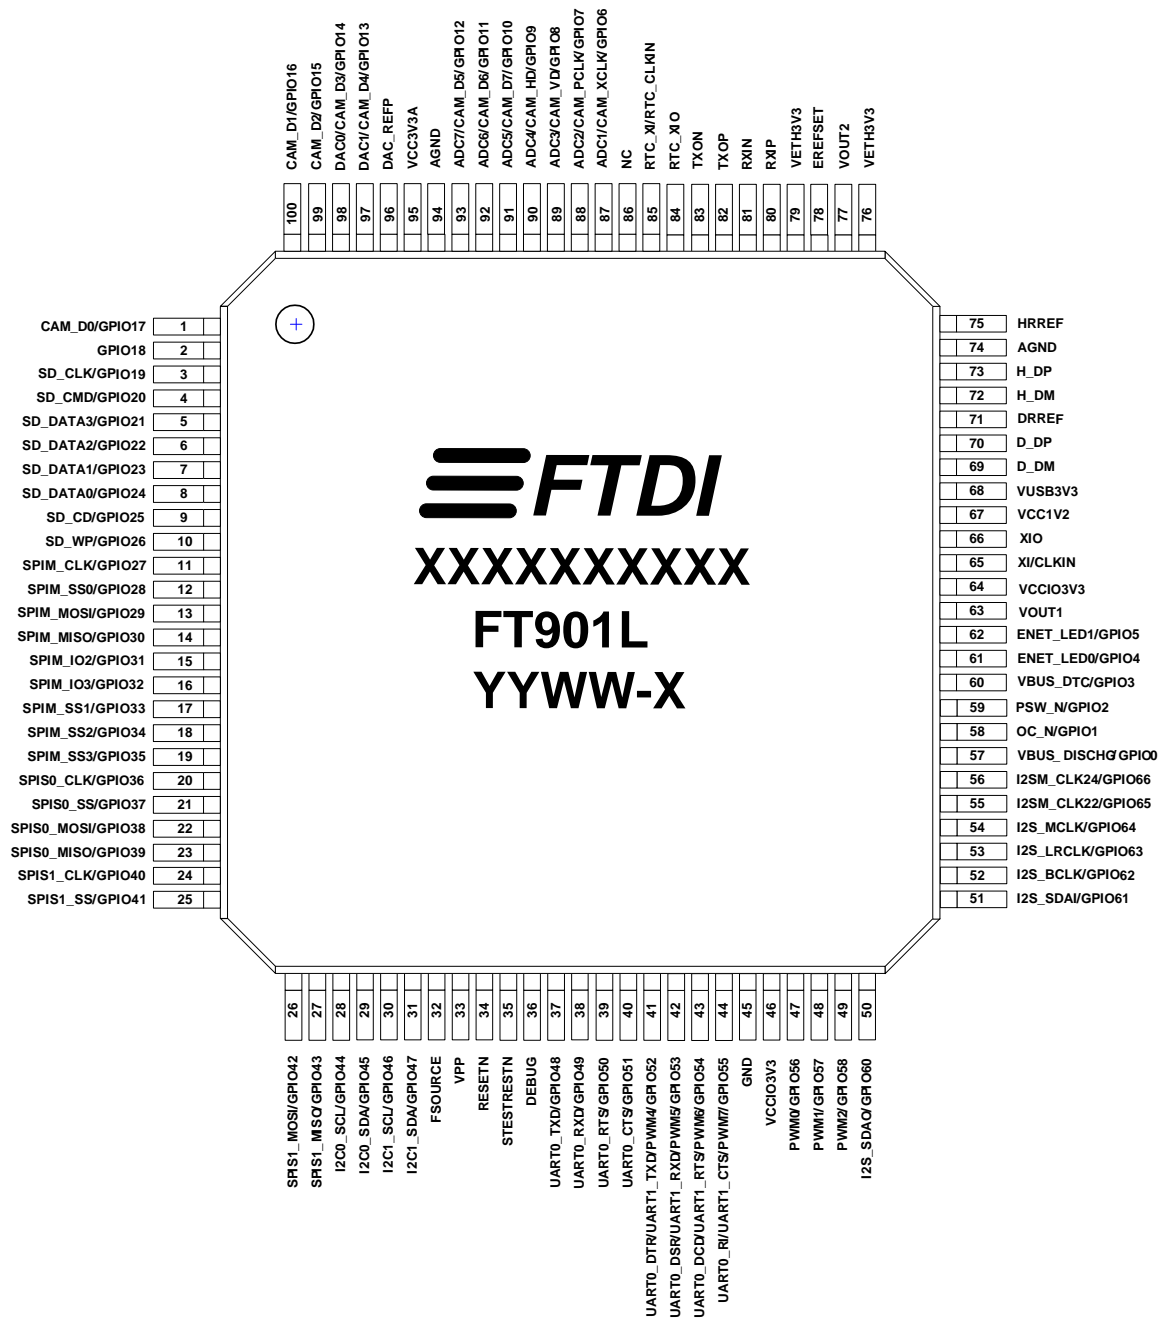 CAM_D1/GPIO16
CAM_D2/GPIO15
DAC0/CAM_D3/GPIO14
DAC1/CAM_D4/GPIO13
DAC_REFP
VCC3V3A
AGND
ADC7/CAM_D5/GPIO12
ADC6/CAM_D6/GPIO11
ADC5/CAM_D7/GPIO10
ADC4/CAM_HD/GPIO9
ADC3/CAM_VD/GPIO8
ADC2/CAM_PCLK/GPIO7
ADC1/CAM_XCLK/GPIO6
NC
RTC_XI/RTC_CLKIN
RTC_XIO
TXON
TXOP
RXIN
RXIP
VETH3V3
EREFSET
VOUT2
VETH3V3
100
99
98
97
96
95
94
93
92
91
90
89
88
87
86
85
84
83
82
81
80
79
78
77
76
CAM_D0/GPIO17 1
GPIO18 2
SD_CLK/GPIO19 3
SD_CMD/GPIO20 4
SD_DATA3/GPIO21 5
SD_DATA2/GPIO22 6
SD_DATA1/GPIO23 7
SD_DATA0/GPIO24 8
SD_CD/GPIO25 9
SD_WP/GPIO26 10
SPIM_CLK/GPIO27 11
SPIM_SS0/GPIO28 12
SPIM_MOSI/GPIO29 13
SPIM_MISO/GPIO30 14
SPIM_IO2/GPIO31 15
SPIM_IO3/GPIO32 16
SPIM_SS1/GPIO33 17
SPIM_SS2/GPIO34 18
SPIM_SS3/GPIO35 19
SPIS0_CLK/GPIO36 20
SPIS0_SS/GPIO37 21
SPIS0_MOSI/GPIO38 22
SPIS0_MISO/GPIO39 23
SPIS1_CLK/GPIO40 24
SPIS1_SS/GPIO41 25
FTDI
XXXXXXXXXX
FT901L
YYWW-X
75 HRREF
74 AGND
73 H_DP
72 H_DM
71 DRREF
70 D_DP
69 D_DM
68 VUSB3V3
67 VCC1V2
66 XIO
65 XI/CLKIN
64 VCCIO3V3
63 VOUT1
62 ENET_LED1/GPIO5
61 ENET_LED0/GPIO4
60 VBUS_DTC/GPIO3
59 PSW_N/GPIO2
58 OC_N/GPIO1
57 VBUS_DISCHG/GPIO0
56 I2SM_CLK24/GPIO66
55 I2SM_CLK22/GPIO65
54 I2S_MCLK/GPIO64
53 I2S_LRCLK/GPIO63
52 I2S_BCLK/GPIO62
51 I2S_SDAI/GPIO61
26
27
28
29
30
31
32
33
34
35
36
37
38
39
40
41
42
43
44
45
46
47
48
49
50
SPIS1_MOSI/GPIO42
SPIS1_MISO/GPIO43
I2C0_SCL/GPIO44
I2C0_SDA/GPIO45
I2C1_SCL/GPIO46
I2C1_SDA/GPIO47
FSOURCE
VPP
RESETN
STESTRESTN
DEBUG
UART0_TXD/GPIO48
UART0_RXD/GPIO49
UART0_RTS/GPIO50
UART0_CTS/GPIO51
UART0_DTR/UART1_TXD/PWM4/GPIO52
UART0_DSR/UART1_RXD/PWM5/GPIO53
UART0_DCD/UART1_RTS/PWM6/GPIO54
UART0_RI/UART1_CTS/PWM7/GPIO55
GND
VCCIO3V3
PWM0/GPIO56
PWM1/GPIO57
PWM2/GPIO58
I2S_SDAO/GPIO60